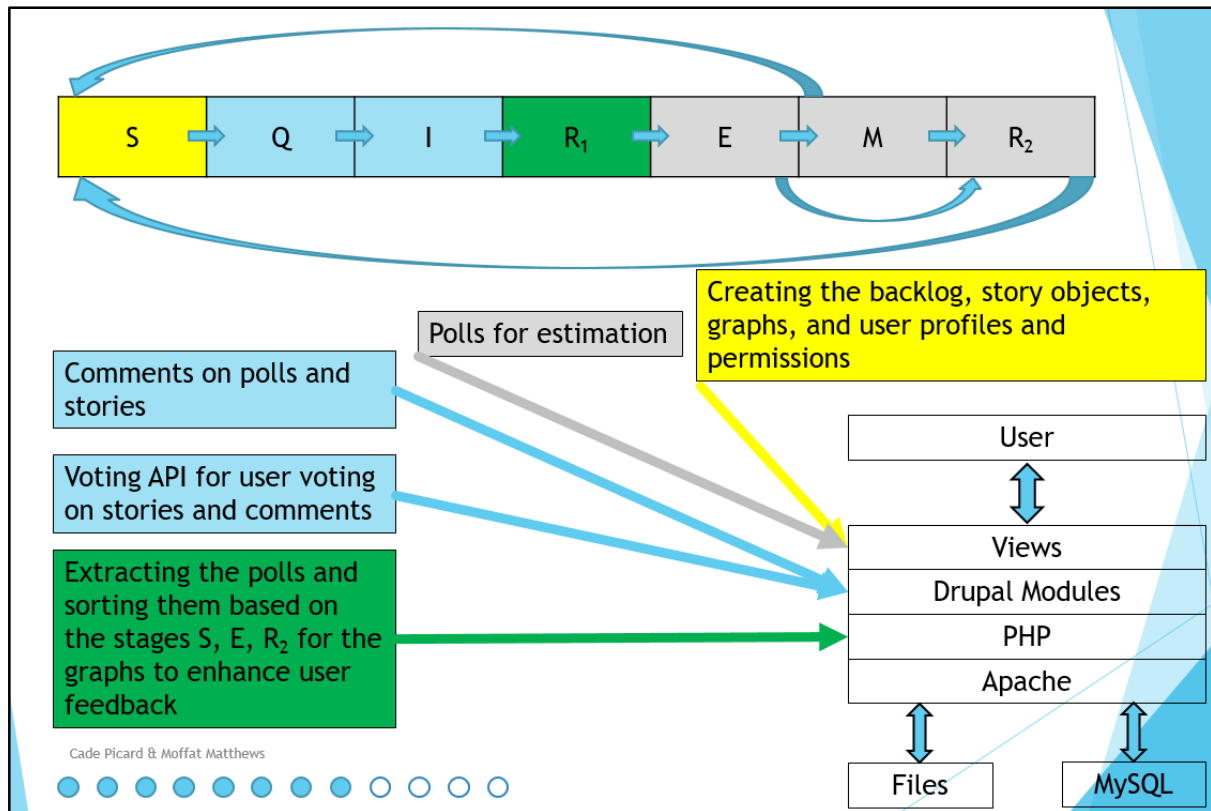 S
Q
I
R₁
E
M
R₂
Creating the backlog, story objects,
graphs, and user profiles and
permissions
Polls for estimation
Comments on polls and
stories
User
Voting API for user voting
on stories and comments
Views
Drupal Modules
PHP
Apache
Extracting the polls and
sorting them based on
the stages S, E, R₂ for the
graphs to enhance user
feedback
Cade Picard & Moffat Matthews
Files
MySQL